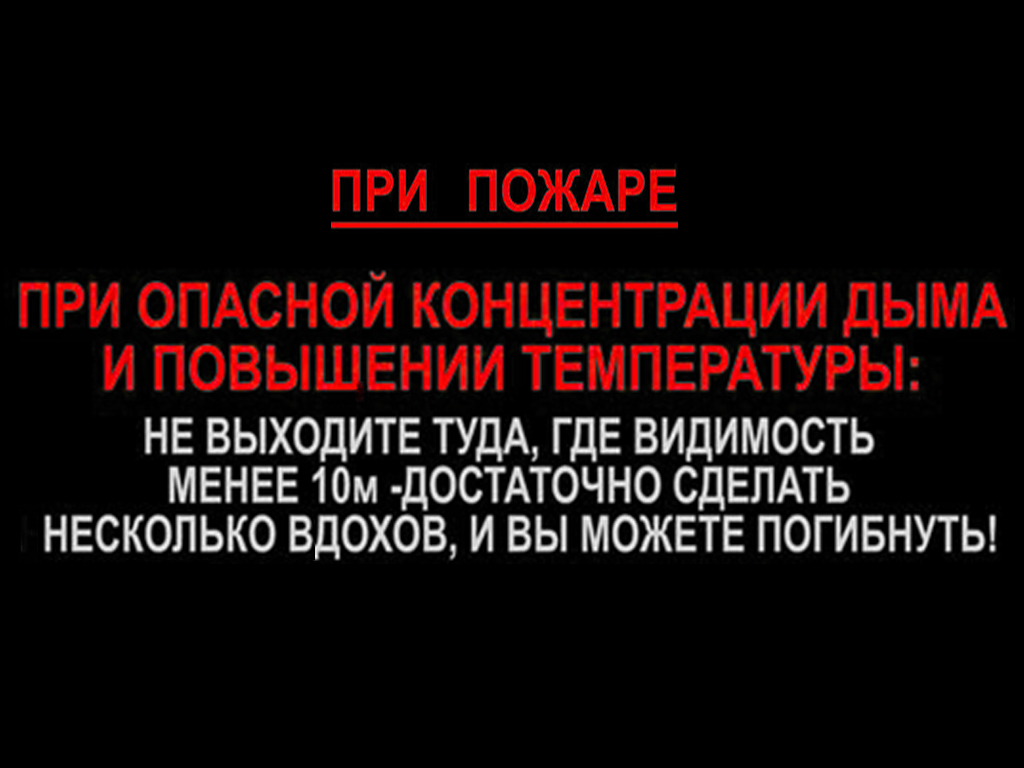 ПРИ ПОЖАРЕ
ПРИ ОПАСНОЙ КОНЦЕНТРАЦИИ ДЫМА
И ПОВЫШЕНИИ ТЕМПЕРАТУРЫ:
НЕ ВЫХОДИТЕ ТУДА, ГДЕ ВИДИМОСТЬ
МЕНЕЕ 10м -ДОСТАТОЧНО СДЕЛАТЬ
НЕСКОЛЬКО ВДОХОВ, И ВЫ МОЖЕТЕ ПОГИБНУТЬ!